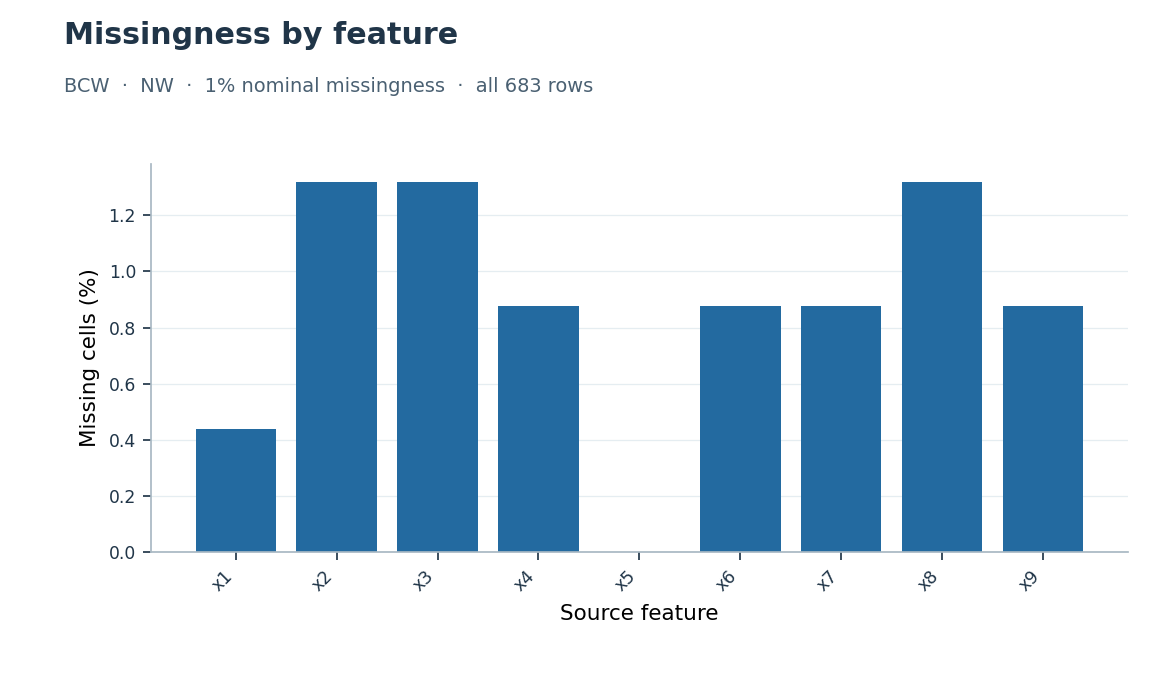 Missingness by feature
BCW · NW · 1% nominal missingness · all 683 rows
Missing cells (%)
1.2
1.0
0.8
0.6
0.4
0.2
0.0
x1 x2 x3 x4 x5 x6 x7 x8 x9
Source feature